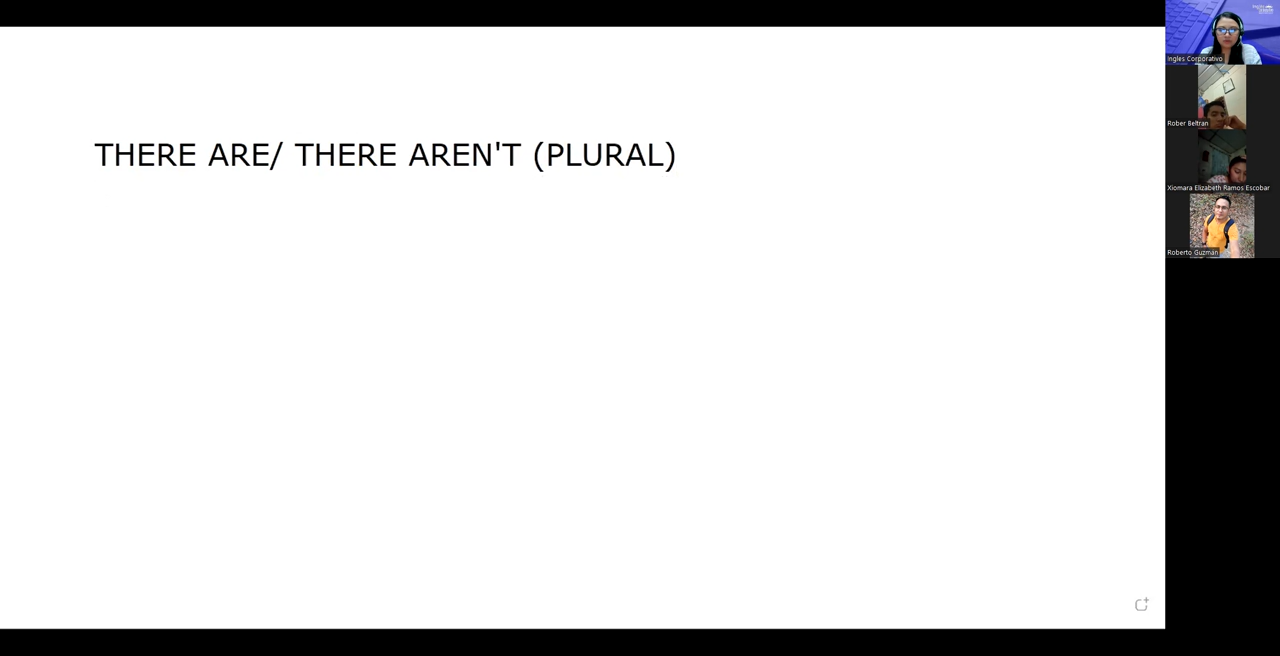 THERE ARE/ THERE AREN'T (PLURAL)
Ingles Corporativo
Rober Beltran
Xiomara Elizabeth Ramos Escobar
Roberto Guzman